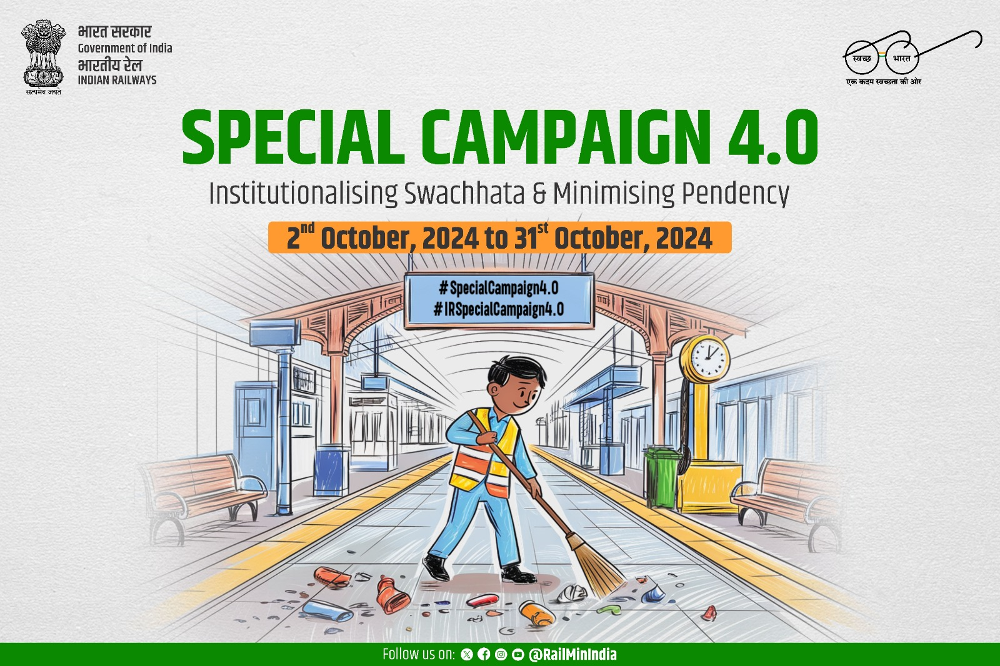 भारत सरकार
Government of India
भारतीय रेल
INDIAN RAILWAYS
सत्यमेव जयते
स्वच्छ भारत
एक कदम स्वच्छता की ओर
SPECIAL CAMPAIGN 4.0
Institutionalising Swachhata & Minimising Pendency
2nd October, 2024 to 31st October, 2024
#SpecialCampaign4.0
#IRSpecialCampaign4.0
Follow us on: @RailMinIndia